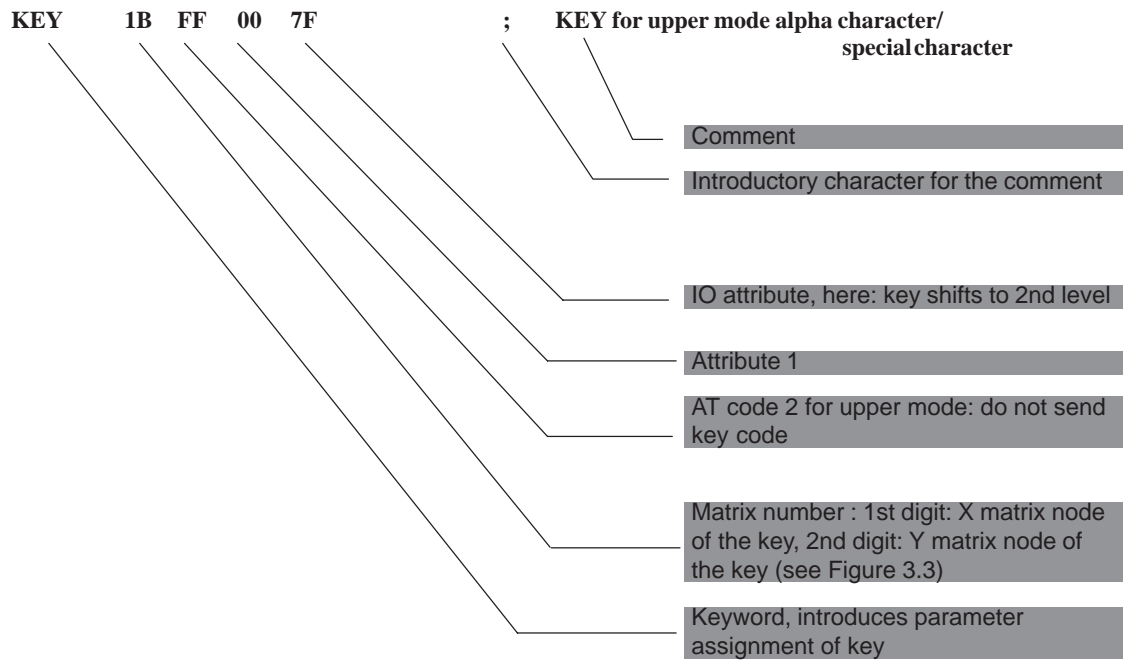 KEY 1B FF 00 7F ; KEY for upper mode alpha character/
special character
Comment
Introductory character for the comment
IO attribute, here: key shifts to 2nd level
Attribute 1
AT code 2 for upper mode: do not send
key code
Matrix number : 1st digit: X matrix node
of the key, 2nd digit: Y matrix node of
the key (see Figure 3.3)
Keyword, introduces parameter
assignment of key